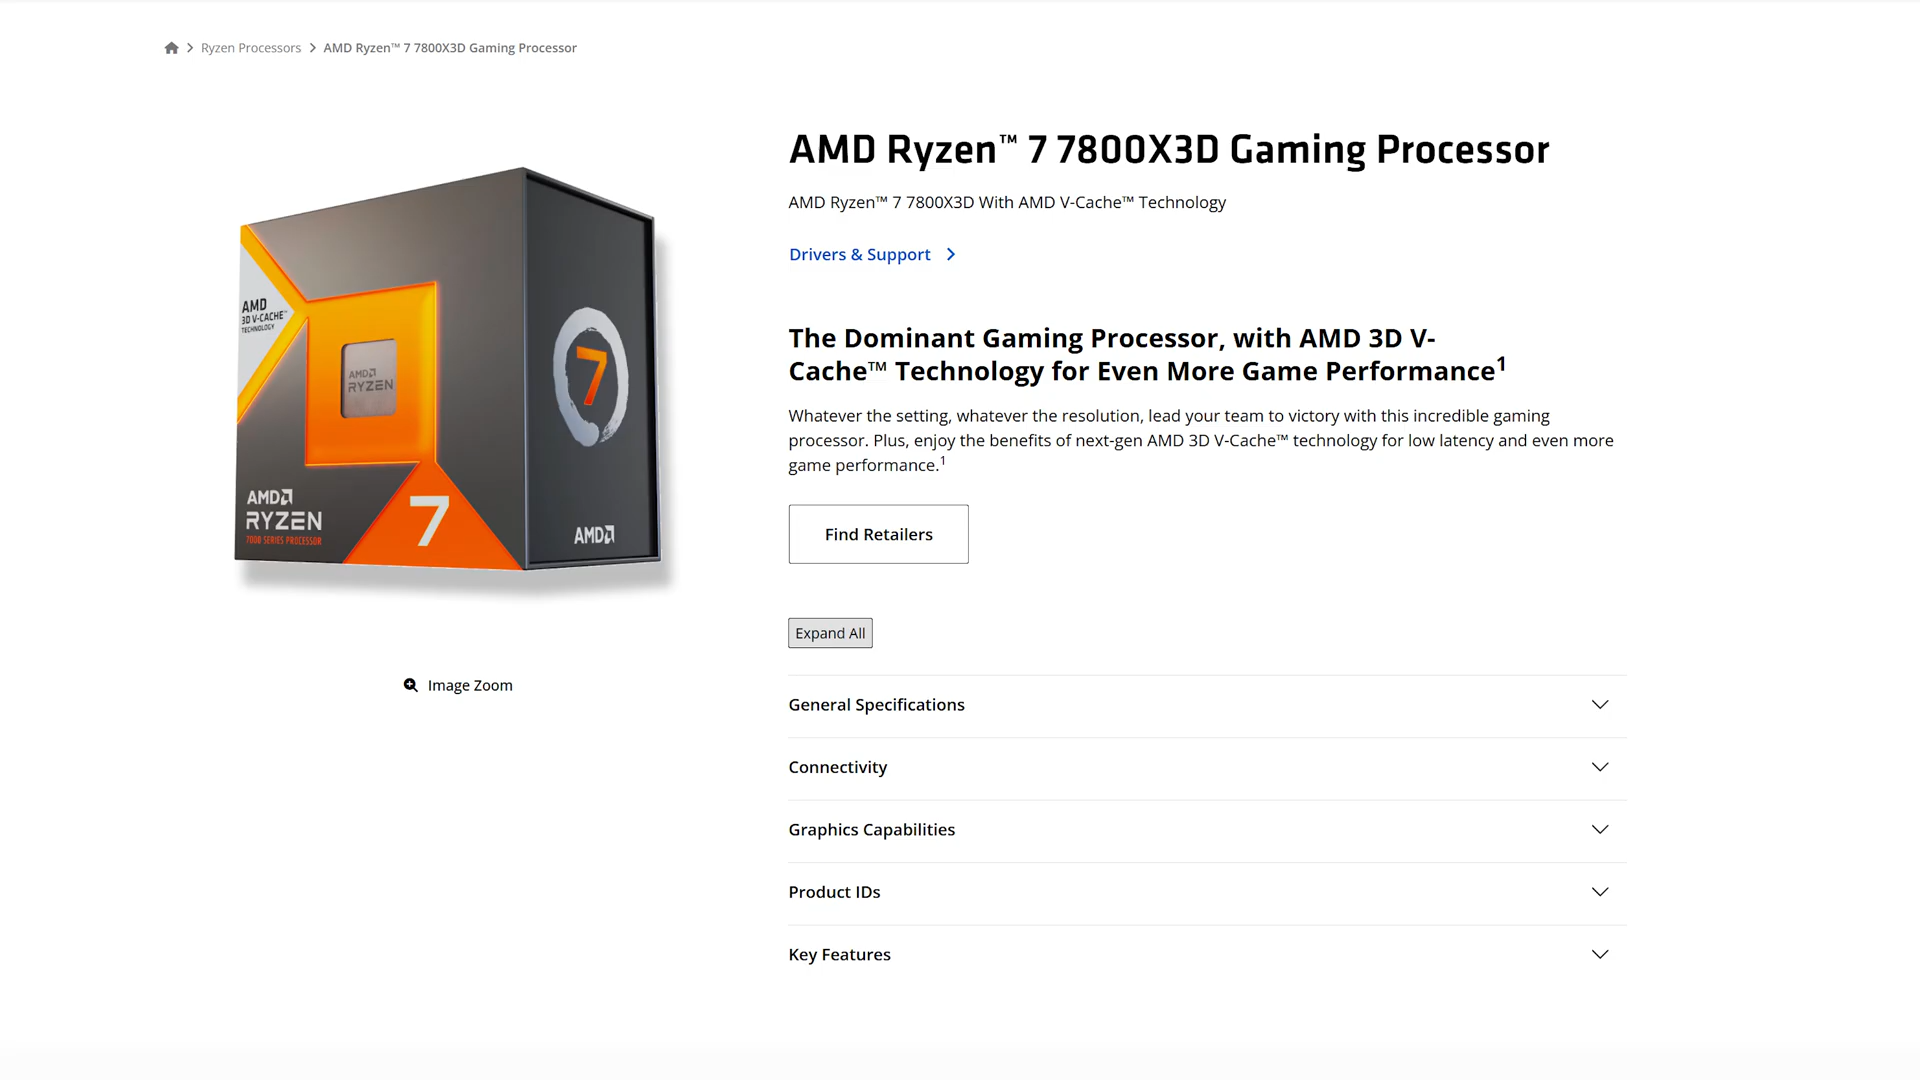 Ryzen Processors AMD Ryzen™ 7 7800X3D Gaming Processor
AMD Ryzen™ 7 7800X3D Gaming Processor
AMD Ryzen™ 7 7800X3D With AMD V-Cache™ Technology
Drivers & Support
AMD
3D V-CACHE™
TECHNOLOGY
AMD
RYZEN
7
AMD
RYZEN
7000 SERIES PROCESSOR
7
AMD
Image Zoom
The Dominant Gaming Processor, with AMD 3D V-
Cache™ Technology for Even More Game Performance¹
Whatever the setting, whatever the resolution, lead your team to victory with this incredible gaming
processor. Plus, enjoy the benefits of next-gen AMD 3D V-Cache™ technology for low latency and even more
game performance.¹
Find Retailers
Expand All
General Specifications
Connectivity
Graphics Capabilities
Product IDs
Key Features